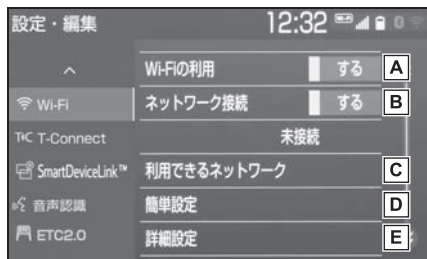 設定・編集 12:32 Wi-Fi
Wi-Fiの利用 する A
Wi-Fi ネットワーク接続 する B
T-Connect 未接続
SmartDeviceLink™ 利用できるネットワーク C
音声認識 簡単設定 D
ETC2.0 詳細設定 E